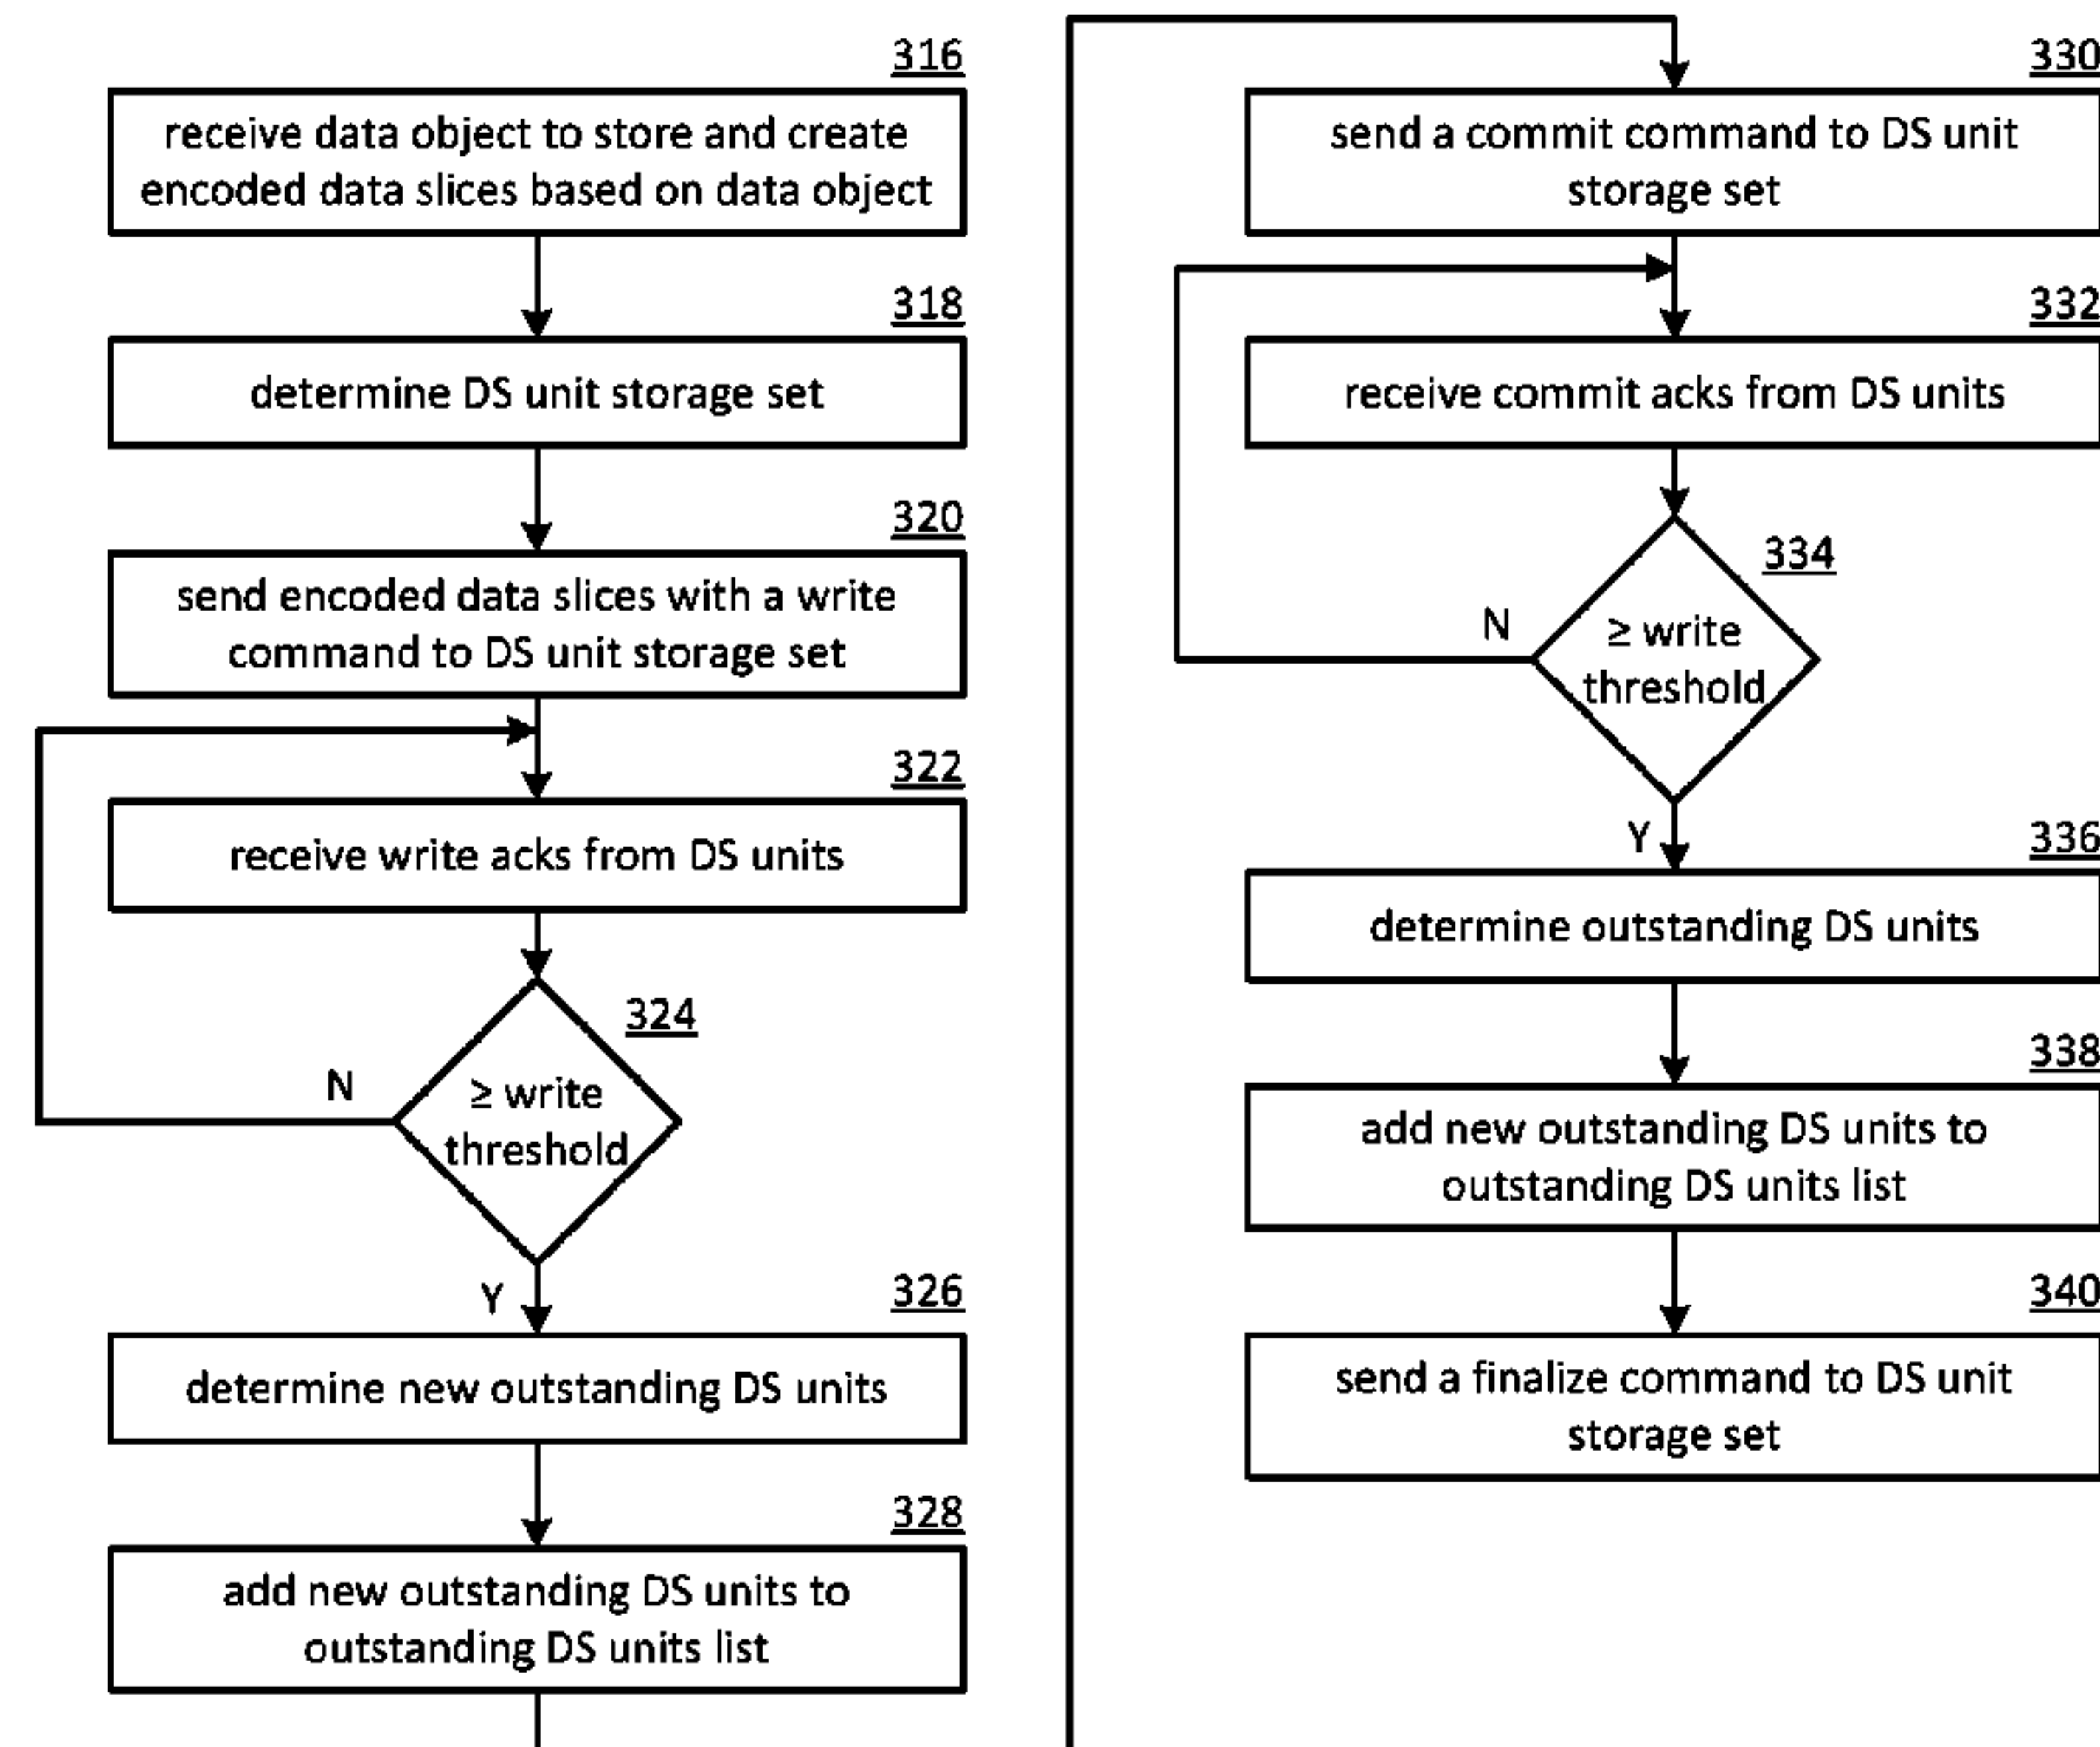 316
receive data object to store and create
encoded data slices based on data object
318
determine DS unit storage set
320
send encoded data slices with a write
command to DS unit storage set
322
receive write acks from DS units
324
≥ write
threshold
N
Y
326
determine new outstanding DS units
328
add new outstanding DS units to
outstanding DS units list
330
send a commit command to DS unit
storage set
332
receive commit acks from DS units
334
≥ write
threshold
N
Y
336
determine outstanding DS units
338
add new outstanding DS units to
outstanding DS units list
340
send a finalize command to DS unit
storage set